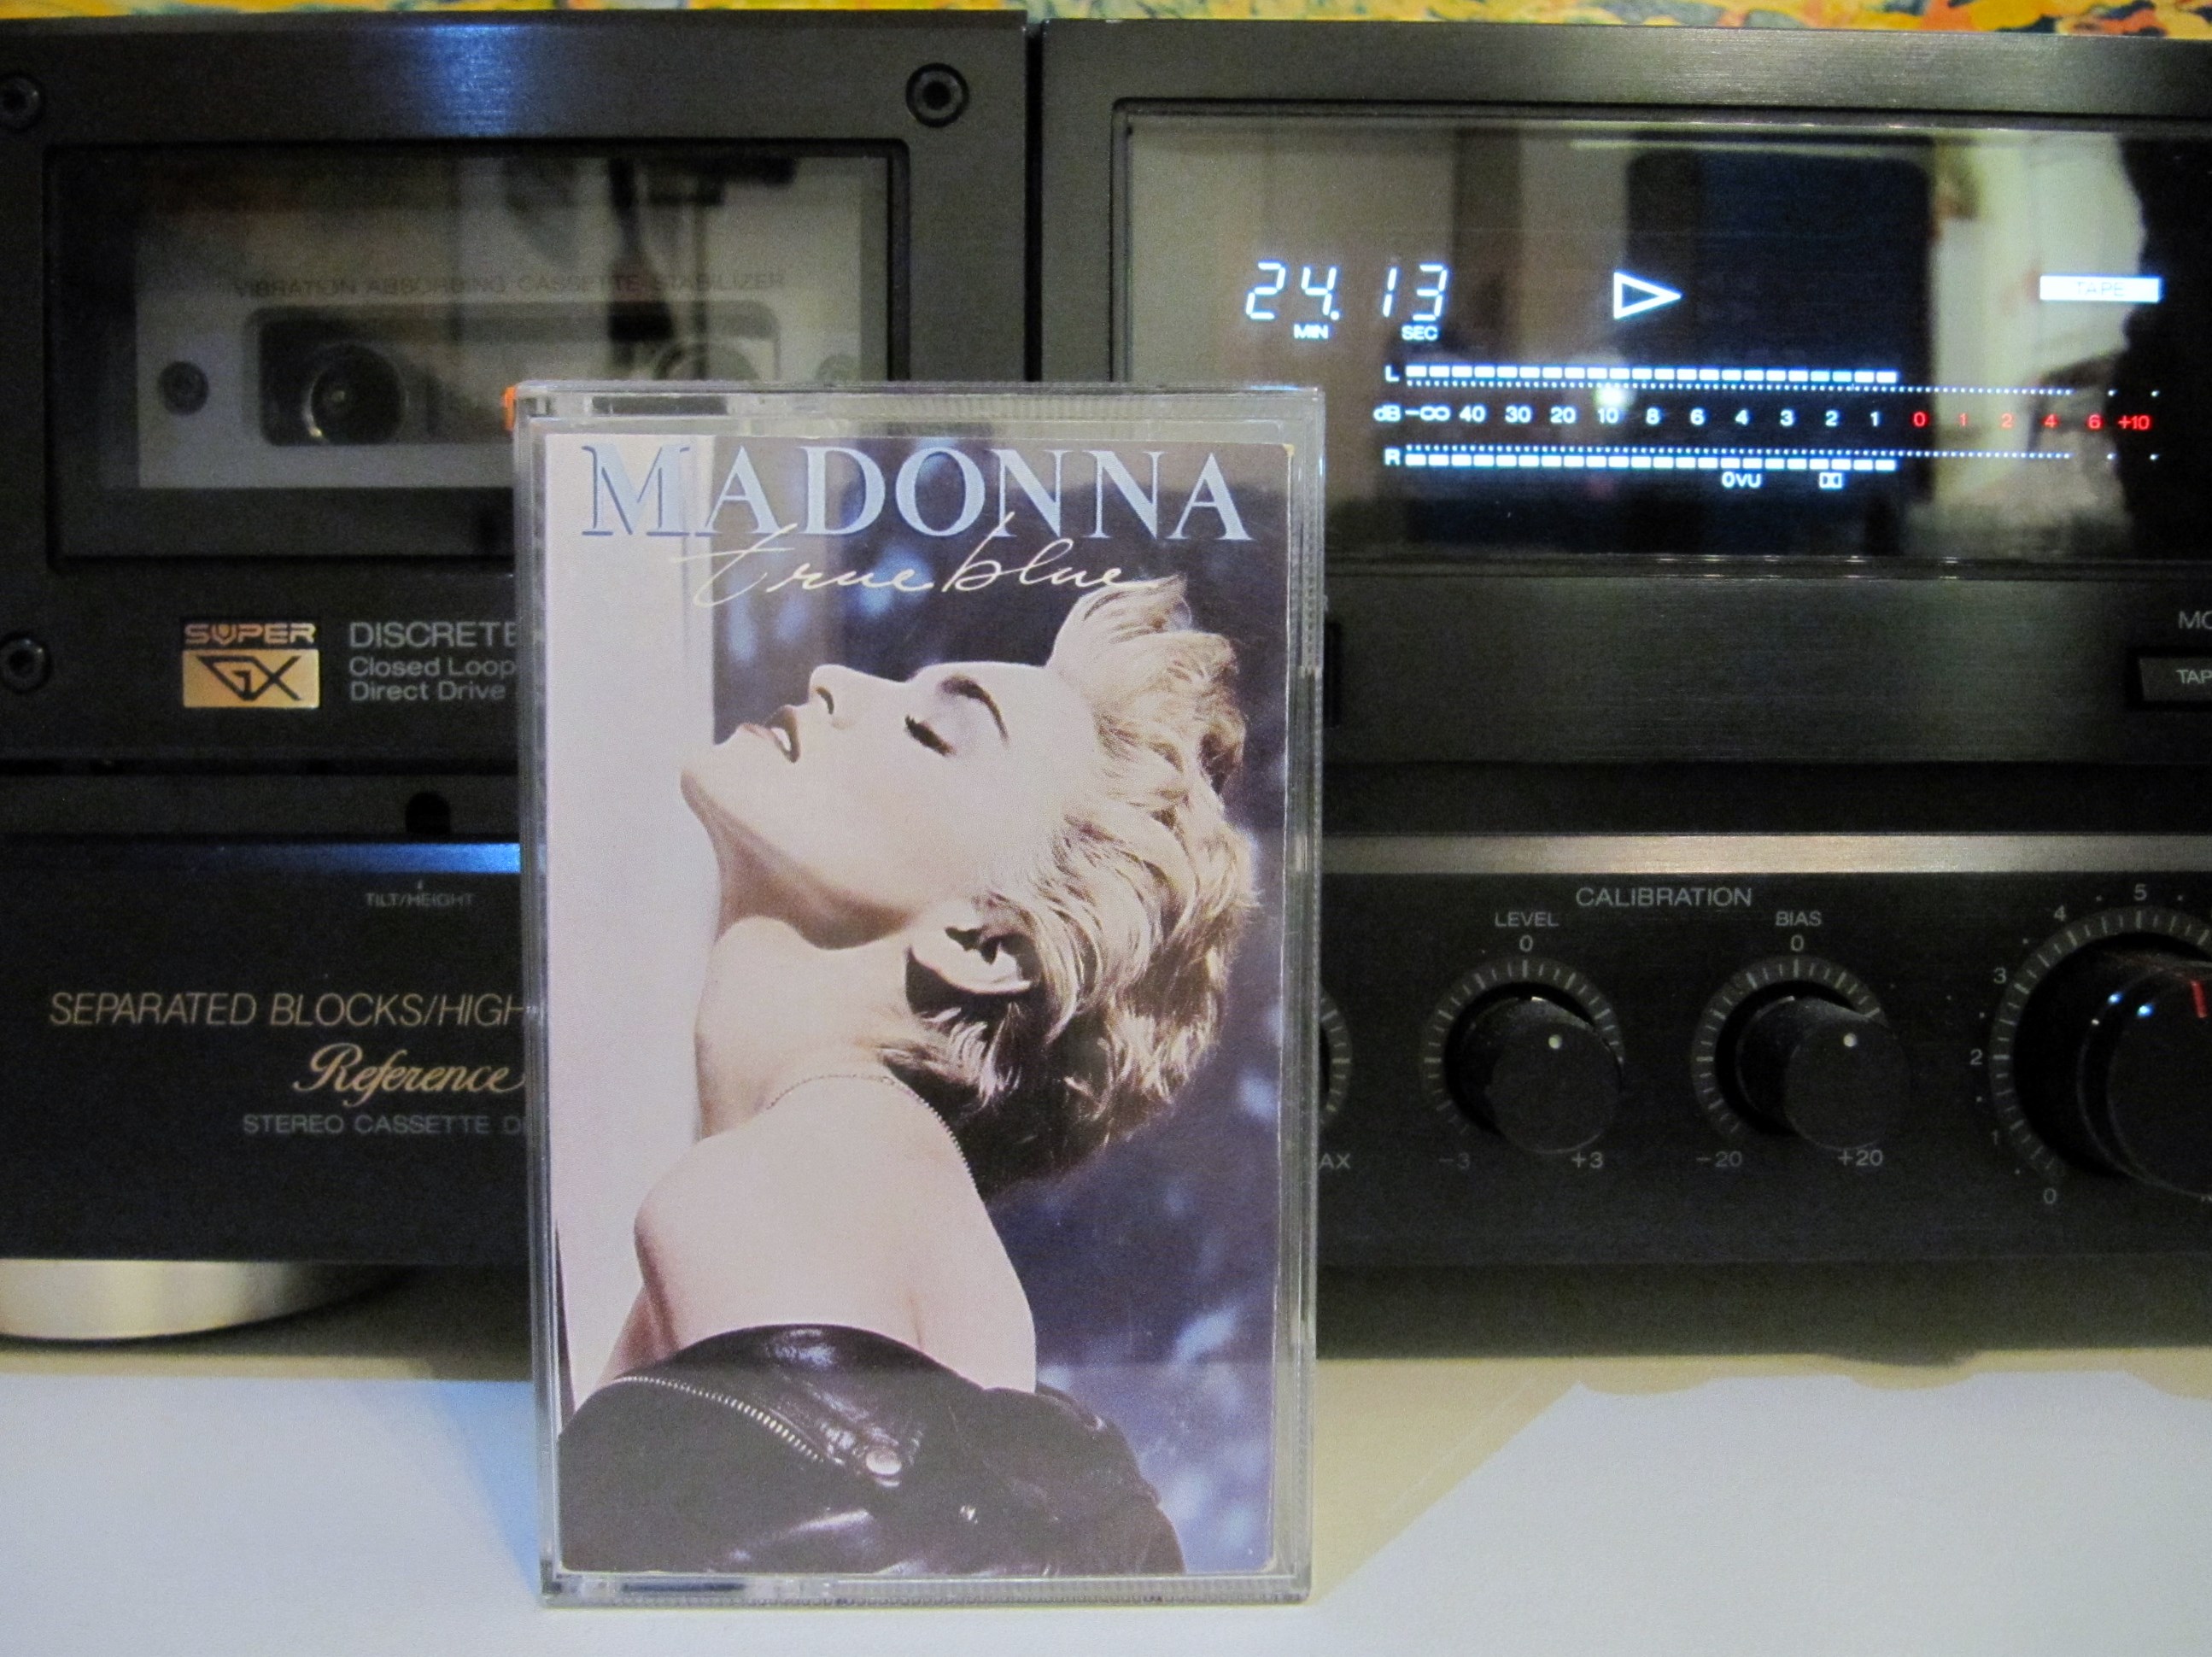 VIBRATION ABSORBING CASSETTE STABILIZER
24. 13
MIN SEC
TAPE
L
dB -∞ 40 30 20 10 8 6 4 3 2 1 0 1 2 4 6 +10
R
0VU
MADONNA
true blue
SUPER
GX
DISCRETE
Closed Loop
Direct Drive
TILT/HEIGHT
SEPARATED BLOCKS/HIGH
Reference
STEREO CASSETTE D
MO
TAP
CALIBRATION
LEVEL
0
-3 +3
BIAS
0
-20 +20
AX
5
4
3
2
1
0